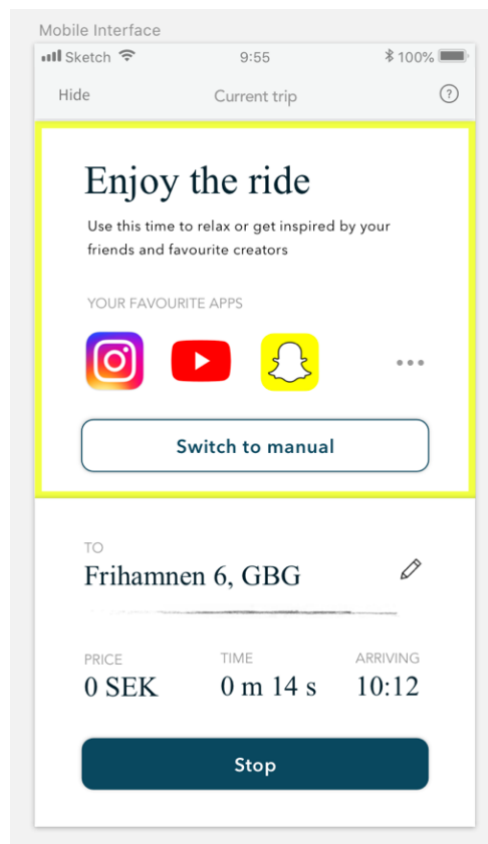 Mobile Interface
Sketch 9:55 100%
Hide Current trip ?
Enjoy the ride
Use this time to relax or get inspired by your
friends and favourite creators
YOUR FAVOURITE APPS
Switch to manual
TO
Frihamnen 6, GBG
PRICE TIME ARRIVING
0 SEK 0 m 14 s 10:12
Stop